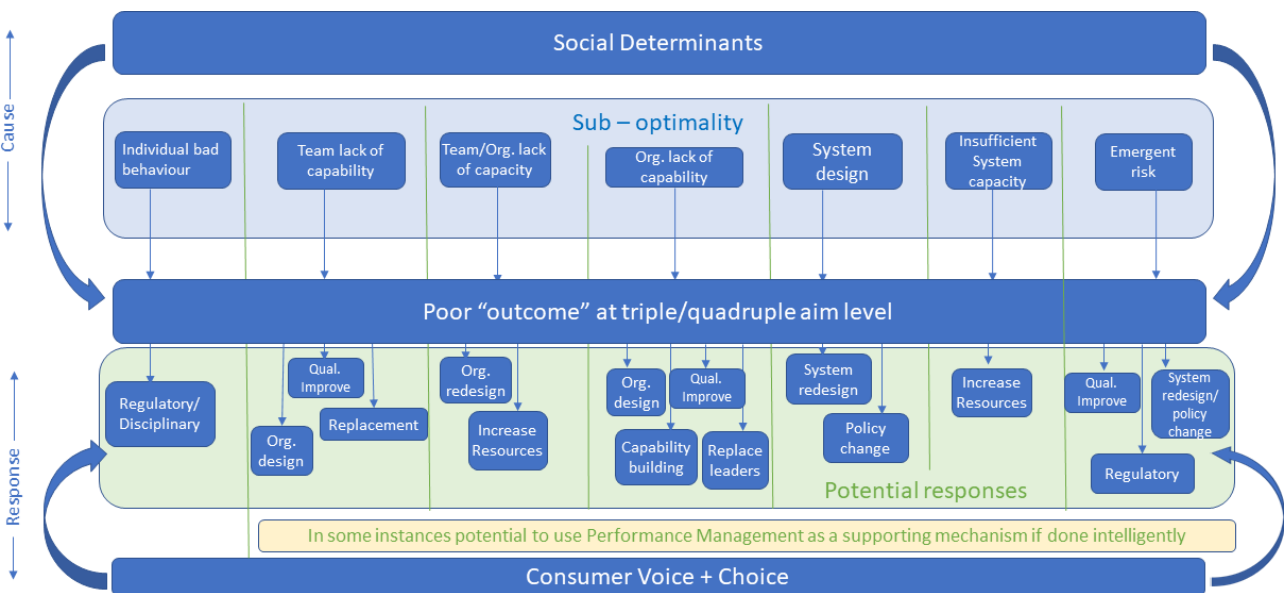 Social Determinants
Cause
Sub – optimality
Individual bad
behaviour
Team lack of
capability
Team/Org. lack
of capacity
Org. lack of
capability
System
design
Insufficient
System
capacity
Emergent
risk
Poor “outcome” at triple/quadruple aim level
Response
Regulatory/
Disciplinary
Org.
design
Qual.
Improve
Replacement
Org.
redesign
Increase
Resources
Org.
design
Capability
building
Qual.
Improve
Replace
leaders
System
redesign
Policy
change
Increase
Resources
Qual.
Improve
Regulatory
System
redesign/
policy
change
Potential responses
In some instances potential to use Performance Management as a supporting mechanism if done intelligently
Consumer Voice + Choice